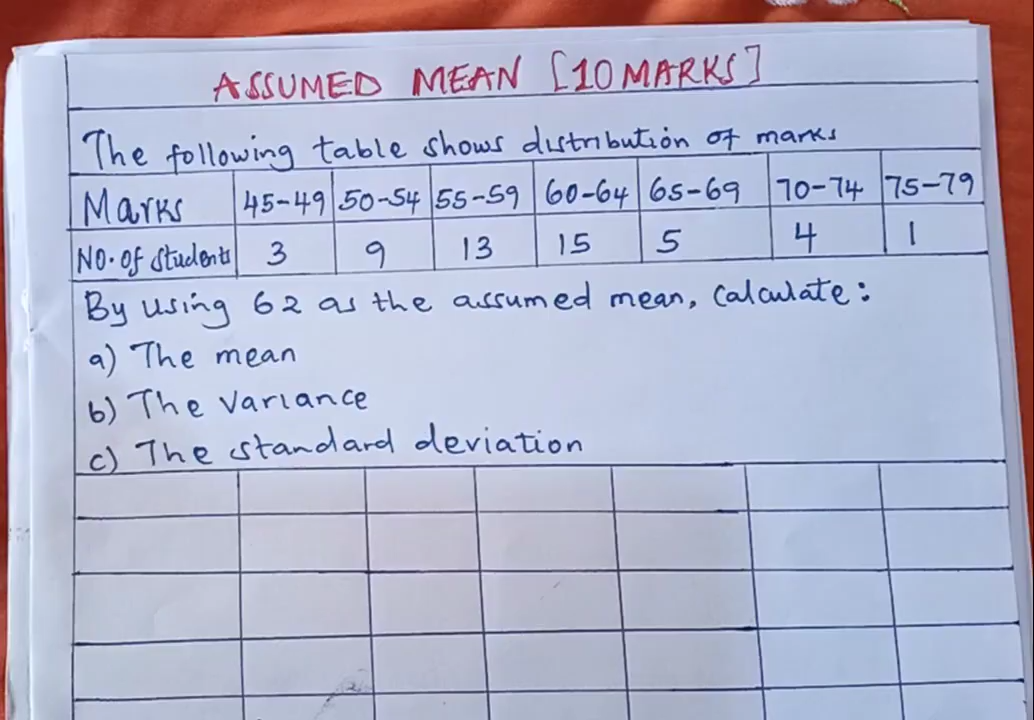 ASSUMED MEAN [10 MARKS]
The following table shows distribution of marks
Marks 45-49 50-54 55-59 60-64 65-69 70-74 75-79
NO. of students 3 9 13 15 5 4 1
By using 62 as the assumed mean, calculate:
a) The mean
b) The variance
c) The standard deviation